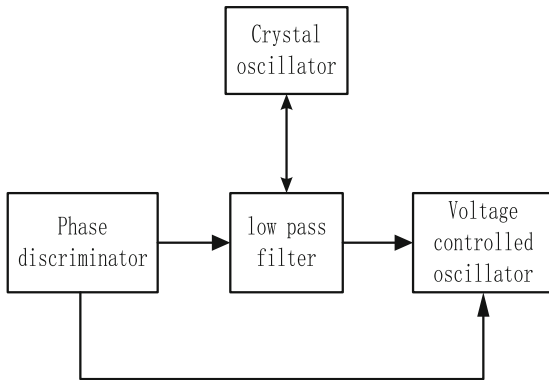 Crystal
oscillator
Phase
discriminator
low pass
filter
Voltage
controlled
oscillator